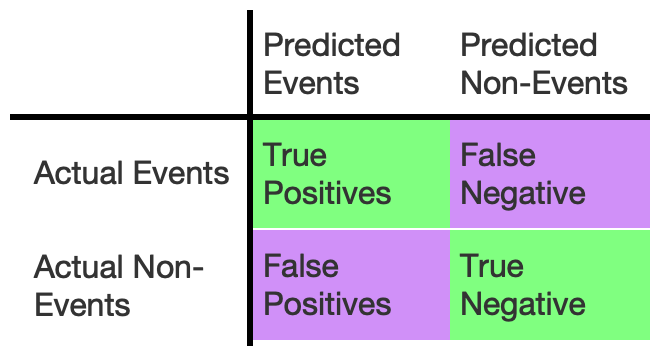 Predicted
Events
Predicted
Non-Events
Actual Events
True
Positives
False
Negative
Actual Non-
Events
False
Positives
True
Negative